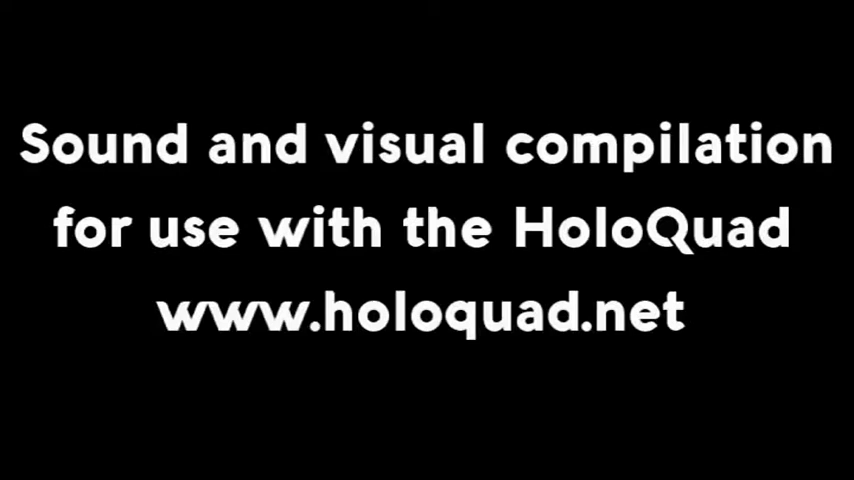 Sound and visual compilation
for use with the HoloQuad
www.holoquad.net